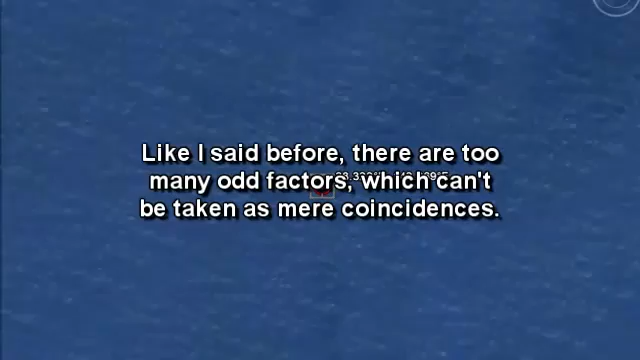 Like I said before, there are too
many odd factors, which can't
be taken as mere coincidences.